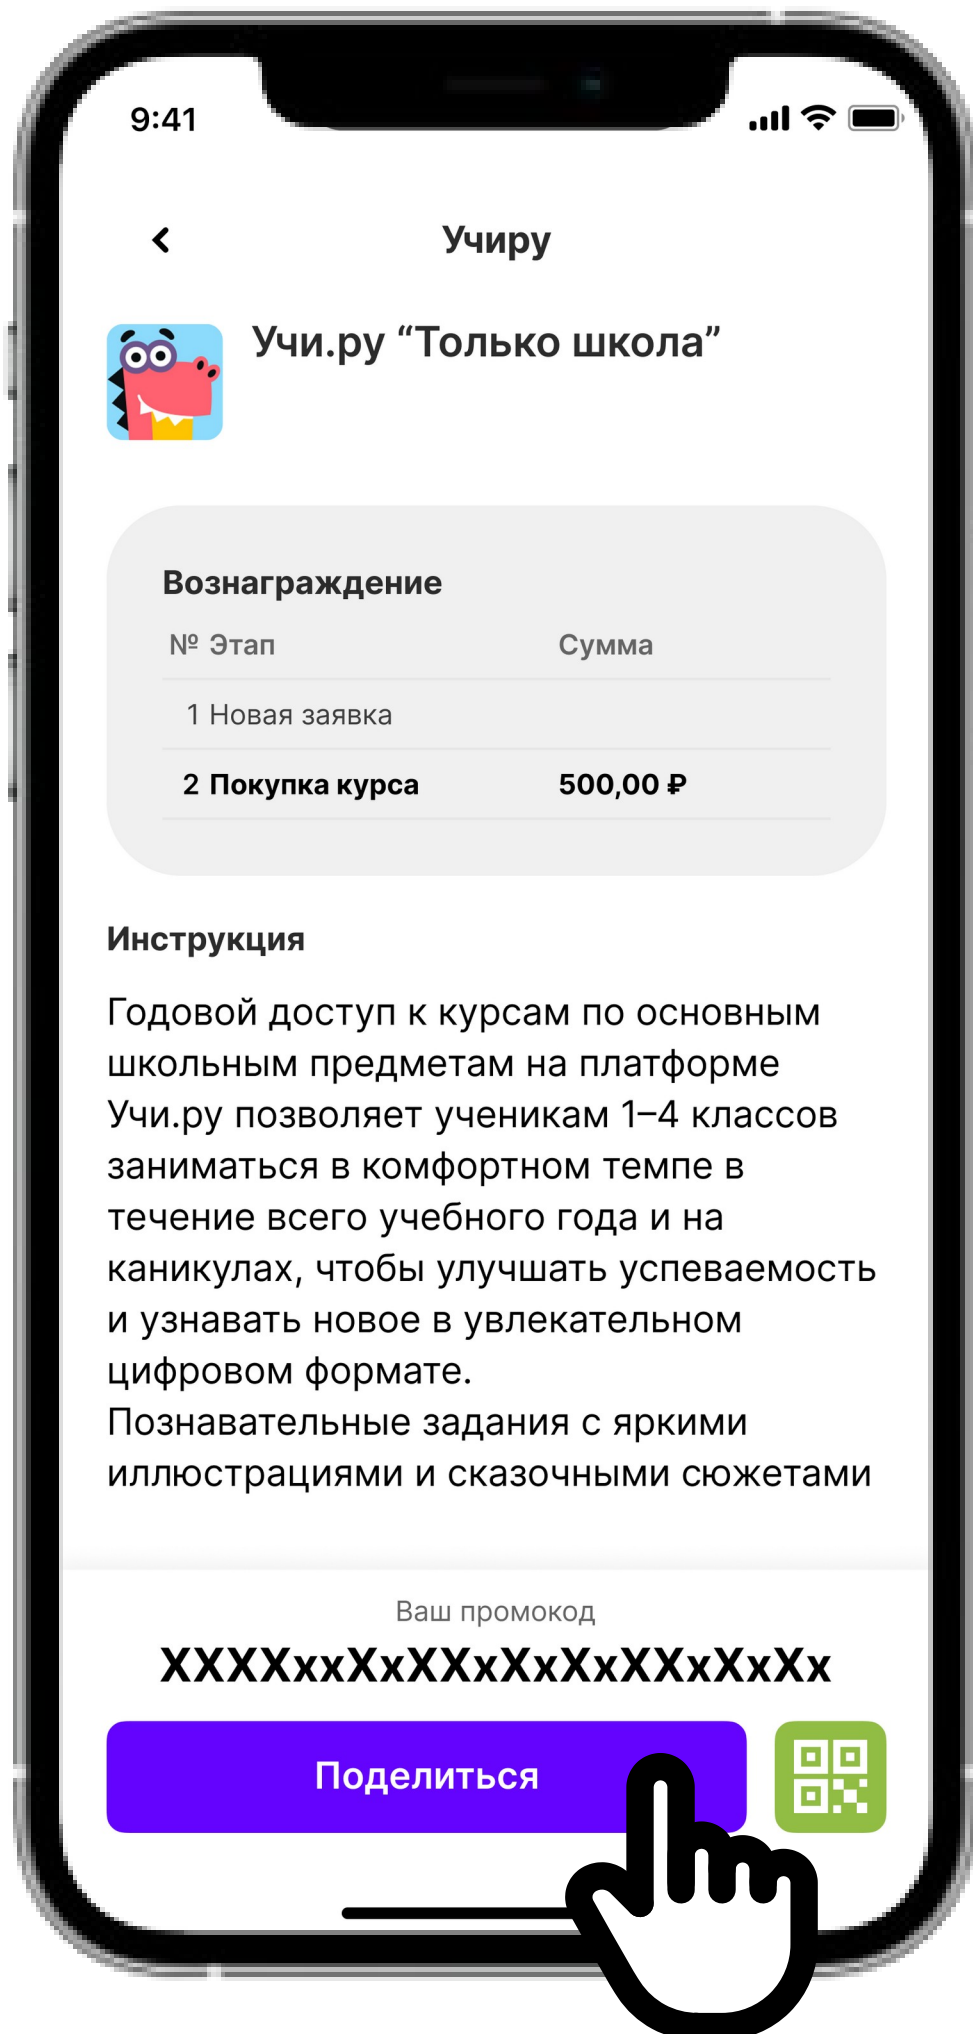 9:41
Учиру
Учи.ру “Только школа”
Вознаграждение
№ Этап Сумма
1 Новая заявка
2 Покупка курса 500,00 ₽
Инструкция
Годовой доступ к курсам по основным
школьным предметам на платформе
Учи.ру позволяет ученикам 1–4 классов
заниматься в комфортном темпе в
течение всего учебного года и на
каникулах, чтобы улучшать успеваемость
и узнавать новое в увлекательном
цифровом формате.
Познавательные задания с яркими
иллюстрациями и сказочными сюжетами
Ваш промокод
XXXXxxXxXXxXxXxXXxXxXx
Поделиться